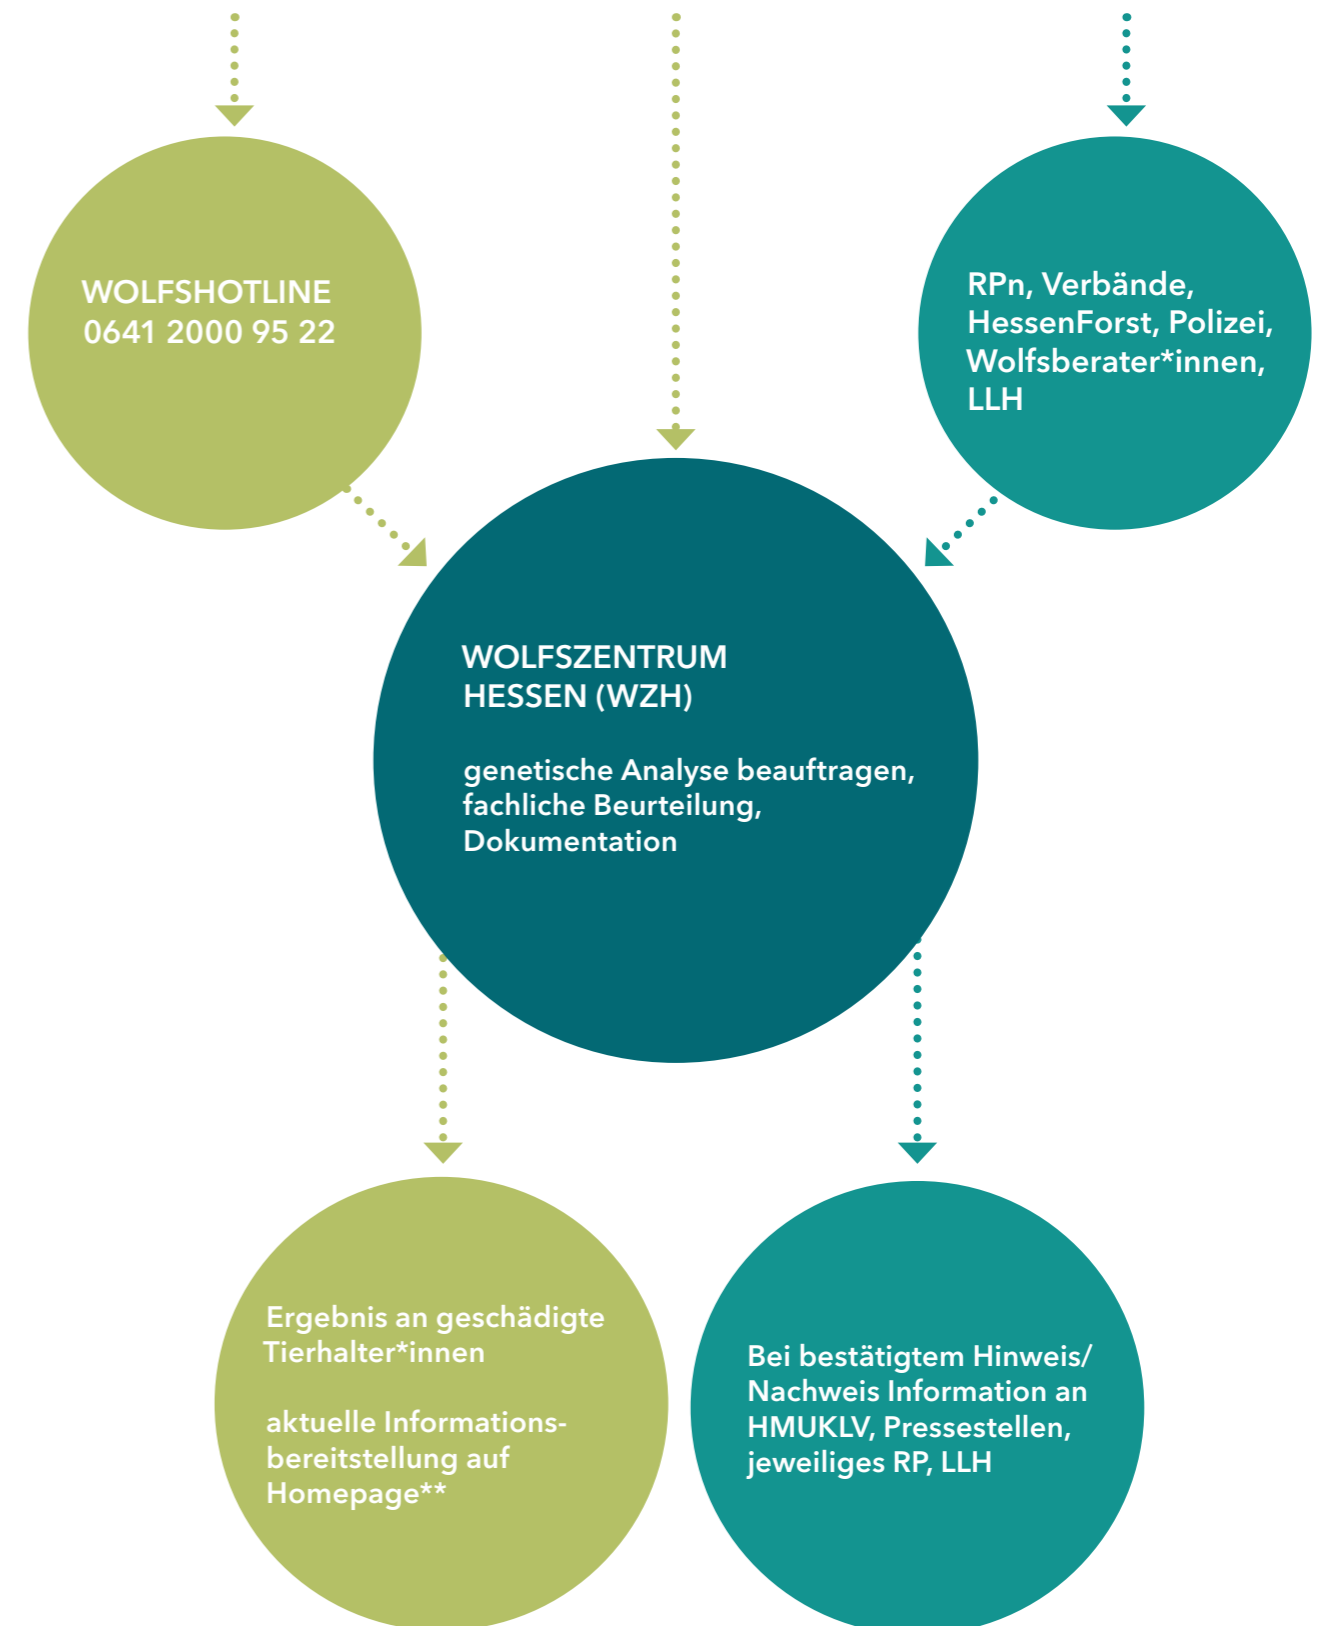 WOLFSHOTLINE
0641 2000 95 22
RPn, Verbände,
HessenForst, Polizei,
Wolfsberater*innen,
LLH
WOLFSZENTRUM
HESSEN (WZH)
genetische Analyse beauftragen,
fachliche Beurteilung,
Dokumentation
Ergebnis an geschädigte
Tierhalter*innen
aktuelle Informations-
bereitstellung auf
Homepage**
Bei bestätigtem Hinweis/
Nachweis Information an
HMUKLV, Pressestellen,
jeweiliges RP, LLH